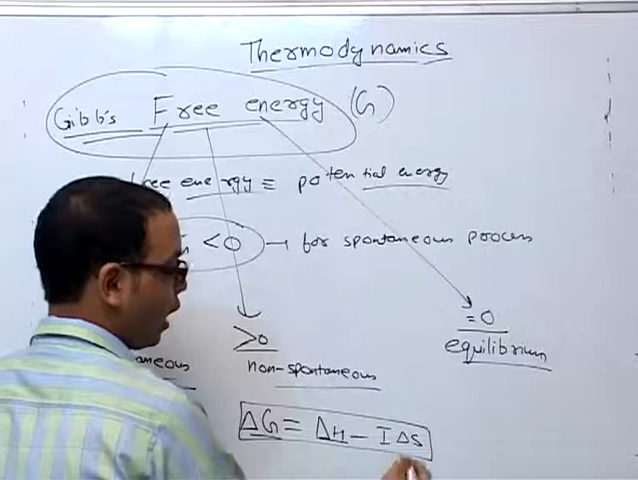 Thermodynamics
Gibb's Free energy (G)
free energy ≡ potential energy
<0 → for spontaneous process
= 0
equilibrium
>0
non-spontaneous
ΔG = ΔH - TΔS